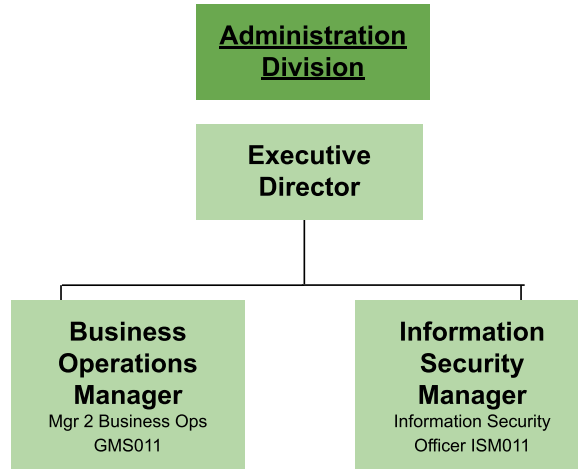 Administration
Division
Executive
Director
Business
Operations
Manager
Mgr 2 Business Ops
GMS011
Information
Security
Manager
Information Security
Officer ISM011